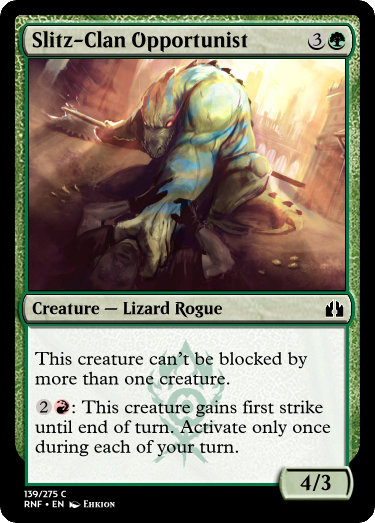 Slitz-Clan Opportunist 3
Creature — Lizard Rogue
This creature can't be blocked by
more than one creature.
2 : This creature gains first strike
until end of turn. Activate only once
during each of your turn.
4/3
139/275 C
RNF • EN Ehkion